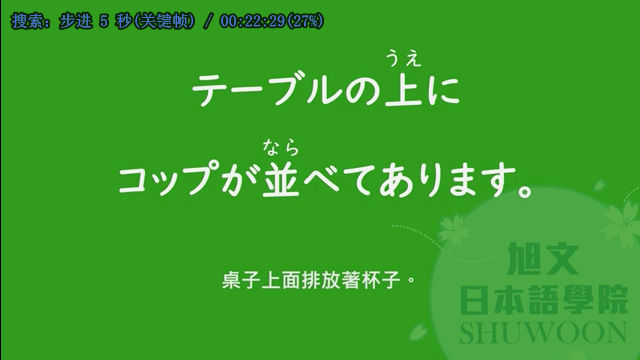 搜索: 步进 5 秒(关键帧) / 00:22:29(27%)
うえ
テーブルの上に
なら
コップが並べてあります。
桌子上面排放著杯子。
旭文
日本語學院
SHUWOON